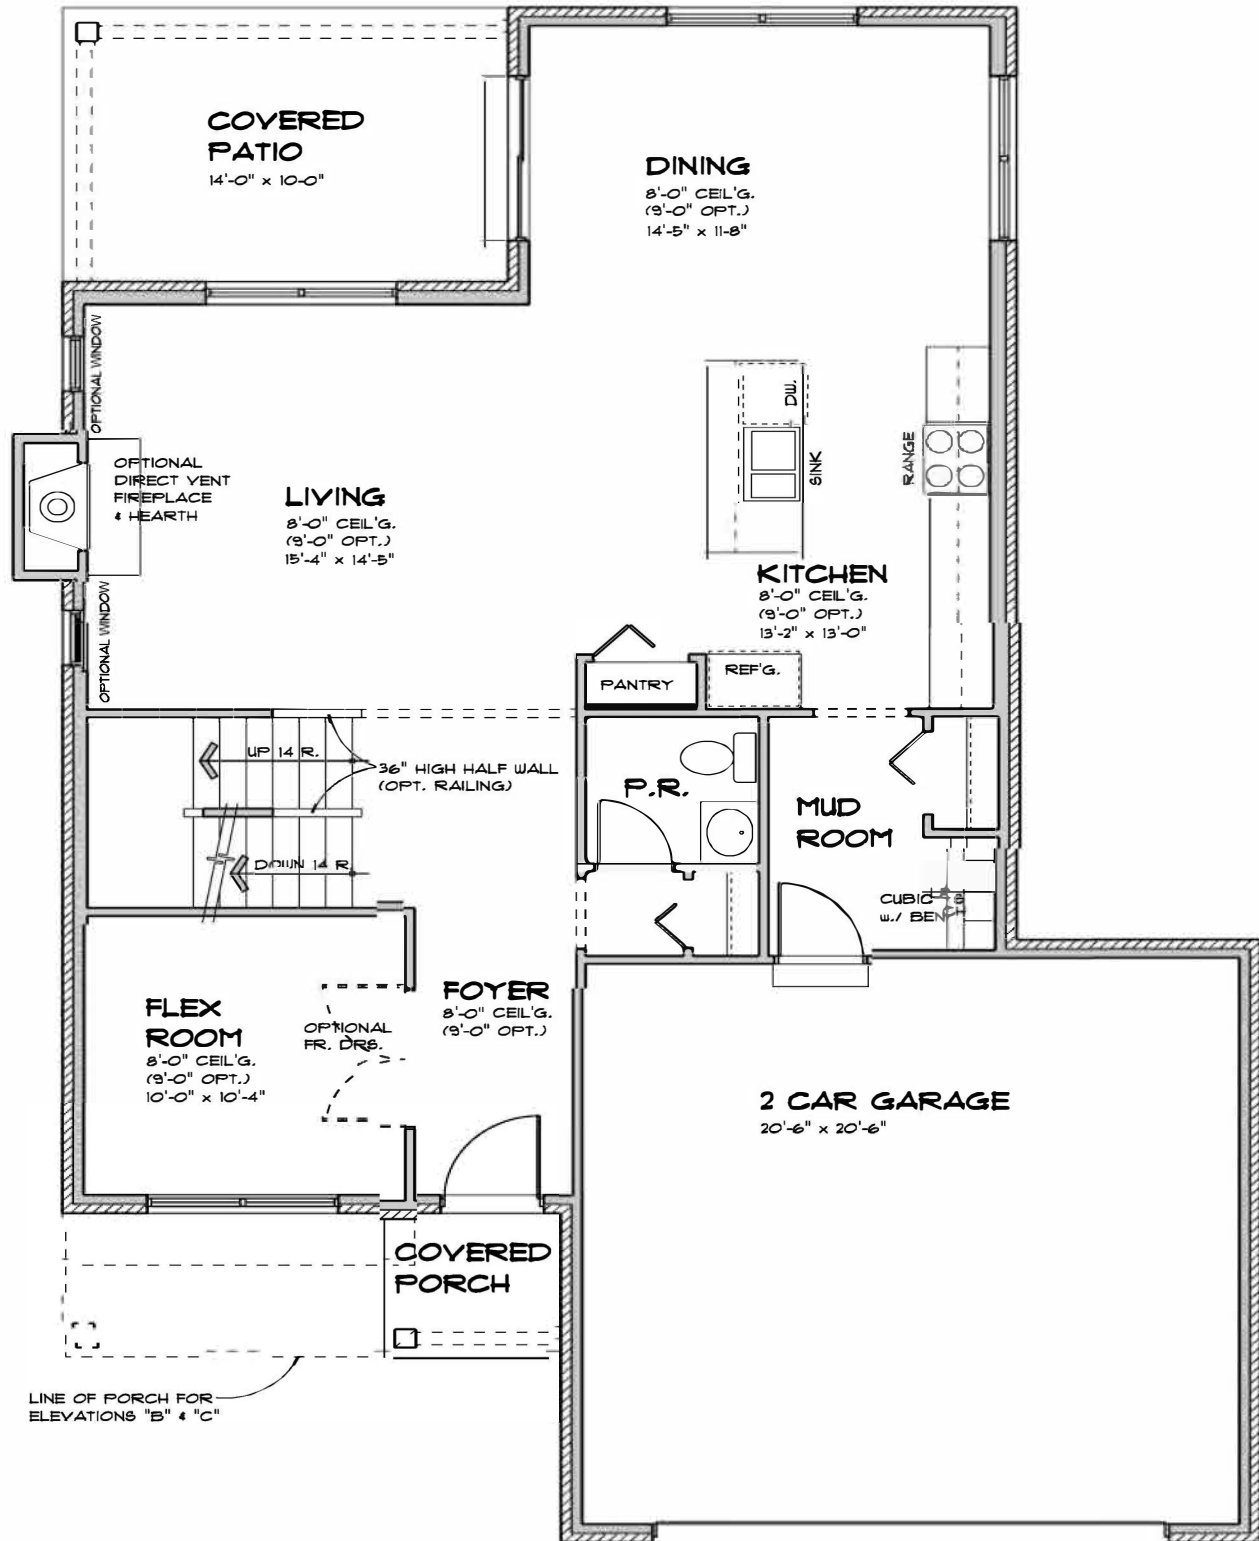 COVERED
PATIO
14'-0" x 10'-0"
DINING
8'-0" CEIL'G.
(9'-0" OPT.)
14'-5" x 11'-8"
OPTIONAL WINDOW
OPTIONAL
DIRECT VENT
FIREPLACE
& HEARTH
LIVING
8'-0" CEIL'G.
(9'-0" OPT.)
15'-4" x 14'-5"
DW.
SINK
RANGE
KITCHEN
8'-0" CEIL'G.
(9'-0" OPT.)
13'-2" x 13'-0"
OPTIONAL WINDOW
PANTRY
REF'G.
UP 14 R.
36" HIGH HALF WALL
(OPT. RAILING)
DOWN 14 R.
P.R.
MUD
ROOM
CUBIC
w./ BEN
FLEX
ROOM
8'-0" CEIL'G.
(9'-0" OPT.)
10'-0" x 10'-4"
OPTIONAL
FR. DRS.
FOYER
8'-0" CEIL'G.
(9'-0" OPT.)
2 CAR GARAGE
20'-6" x 20'-6"
COVERED
PORCH
LINE OF PORCH FOR
ELEVATIONS "B" & "C"